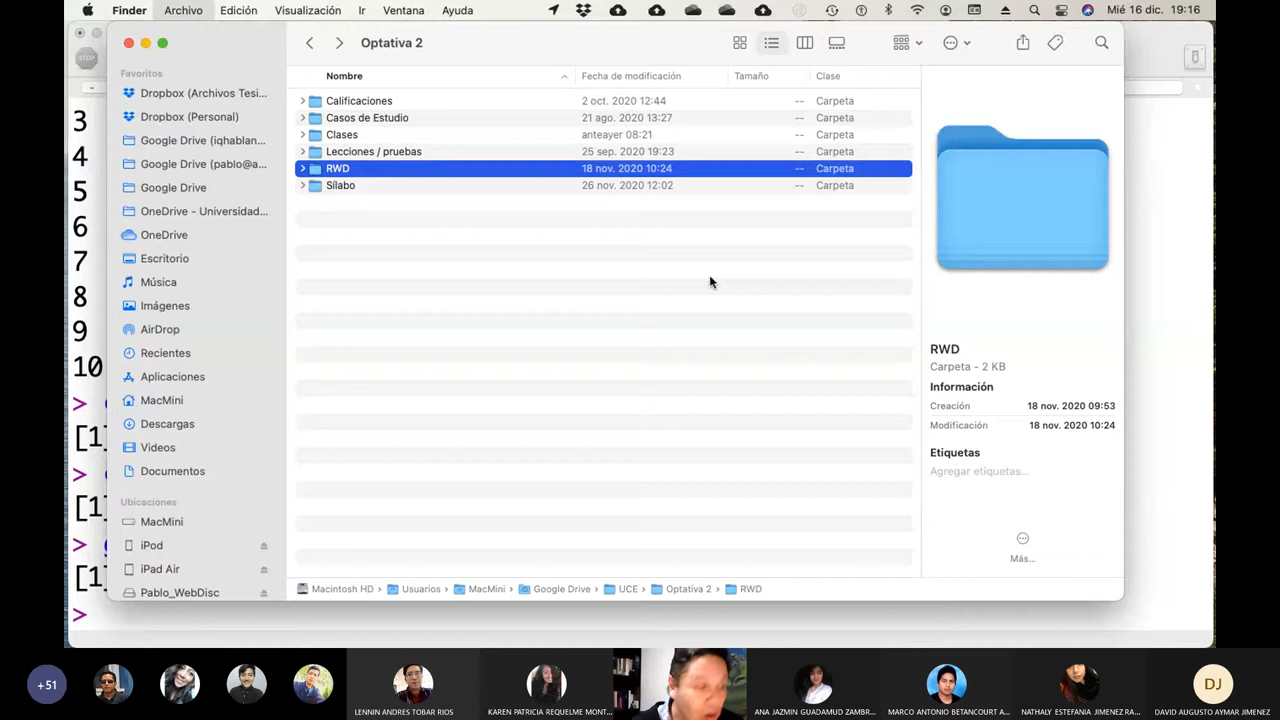 Finder Archivo Edición Visualización Ir Ventana Ayuda Mié 16 dic. 19:16
Optativa 2
STOP
Favoritos
Dropbox (Archivos Tesi...
Dropbox (Personal)
Google Drive (iqhablan...
Google Drive (pablo@a...
Google Drive
OneDrive - Universidad...
OneDrive
Escritorio
Música
Imágenes
AirDrop
Recientes
Aplicaciones
MacMini
Descargas
Videos
Documentos
Ubicaciones
MacMini
iPod
iPad Air
Pablo_WebDisc
Nombre Fecha de modificación Tamaño Clase
Calificaciones 2 oct. 2020 12:44 -- Carpeta
Casos de Estudio 21 ago. 2020 13:27 -- Carpeta
Clases anteayer 08:21 -- Carpeta
Lecciones / pruebas 25 sep. 2020 19:23 -- Carpeta
RWD 18 nov. 2020 10:24 -- Carpeta
Sílabo 26 nov. 2020 12:02 -- Carpeta
RWD
Carpeta - 2 KB
Información
Creación 18 nov. 2020 09:53
Modificación 18 nov. 2020 10:24
Etiquetas
Agregar etiquetas...
Más...
Macintosh HD › Usuarios › MacMini › Google Drive › UCE › Optativa 2 › RWD
3
4
5
6
7
8
9
10
>
[1]
>
[1]
>
[1]
>
+51
LENNIN ANDRES TOBAR RIOS
KAREN PATRICIA REQUELME MONT...
ANA JAZMIN GUADAMUD ZAMBR...
MARCO ANTONIO BETANCOURT A...
NATHALY ESTEFANIA JIMENEZ RA...
DJ
DAVID AUGUSTO AYMAR JIMENEZ